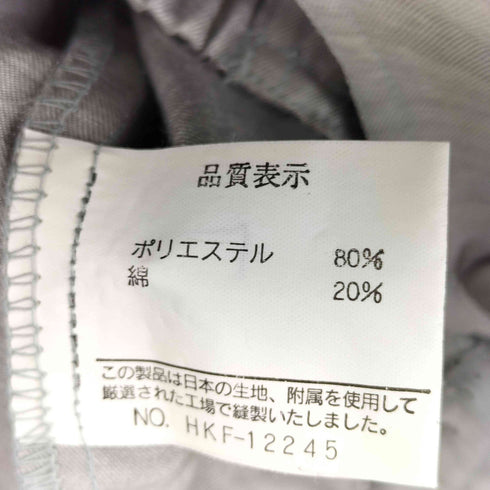 品質表示
ポリエステル 80%
綿 20%
この製品は日本の生地、附属を使用して
厳選された工場で縫製いたしました。
NO. HKF-12245